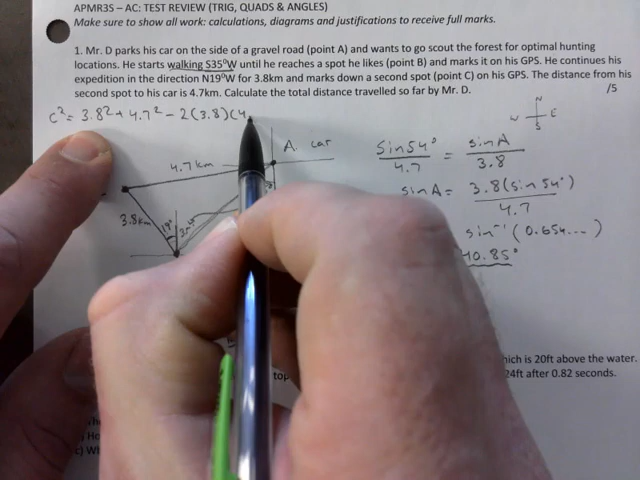 APMR3S – AC: TEST REVIEW (TRIG, QUADS & ANGLES)
Make sure to show all work: calculations, diagrams and justifications to receive full marks.
1. Mr. D parks his car on the side of a gravel road (point A) and wants to go scout the forest for optimal hunting
locations. He starts walking S35°W until he reaches a spot he likes (point B) and marks it on his GPS. He continues his
expedition in the direction N19°W for 3.8km and marks down a second spot (point C) on his GPS. The distance from his
second spot to his car is 4.7km. Calculate the total distance travelled so far by Mr. D. /5
N
W E
S
c² = 3.8² + 4.7² - 2(3.8)(4
A. car
4.7km
3.8km
19°
sin54° / 4.7 = sinA / 3.8
sinA = 3.8(sin 54°) / 4.7
sin⁻¹(0.654...)
40.85°
hich is 20ft above the water.
24ft after 0.82 seconds.
top
c)